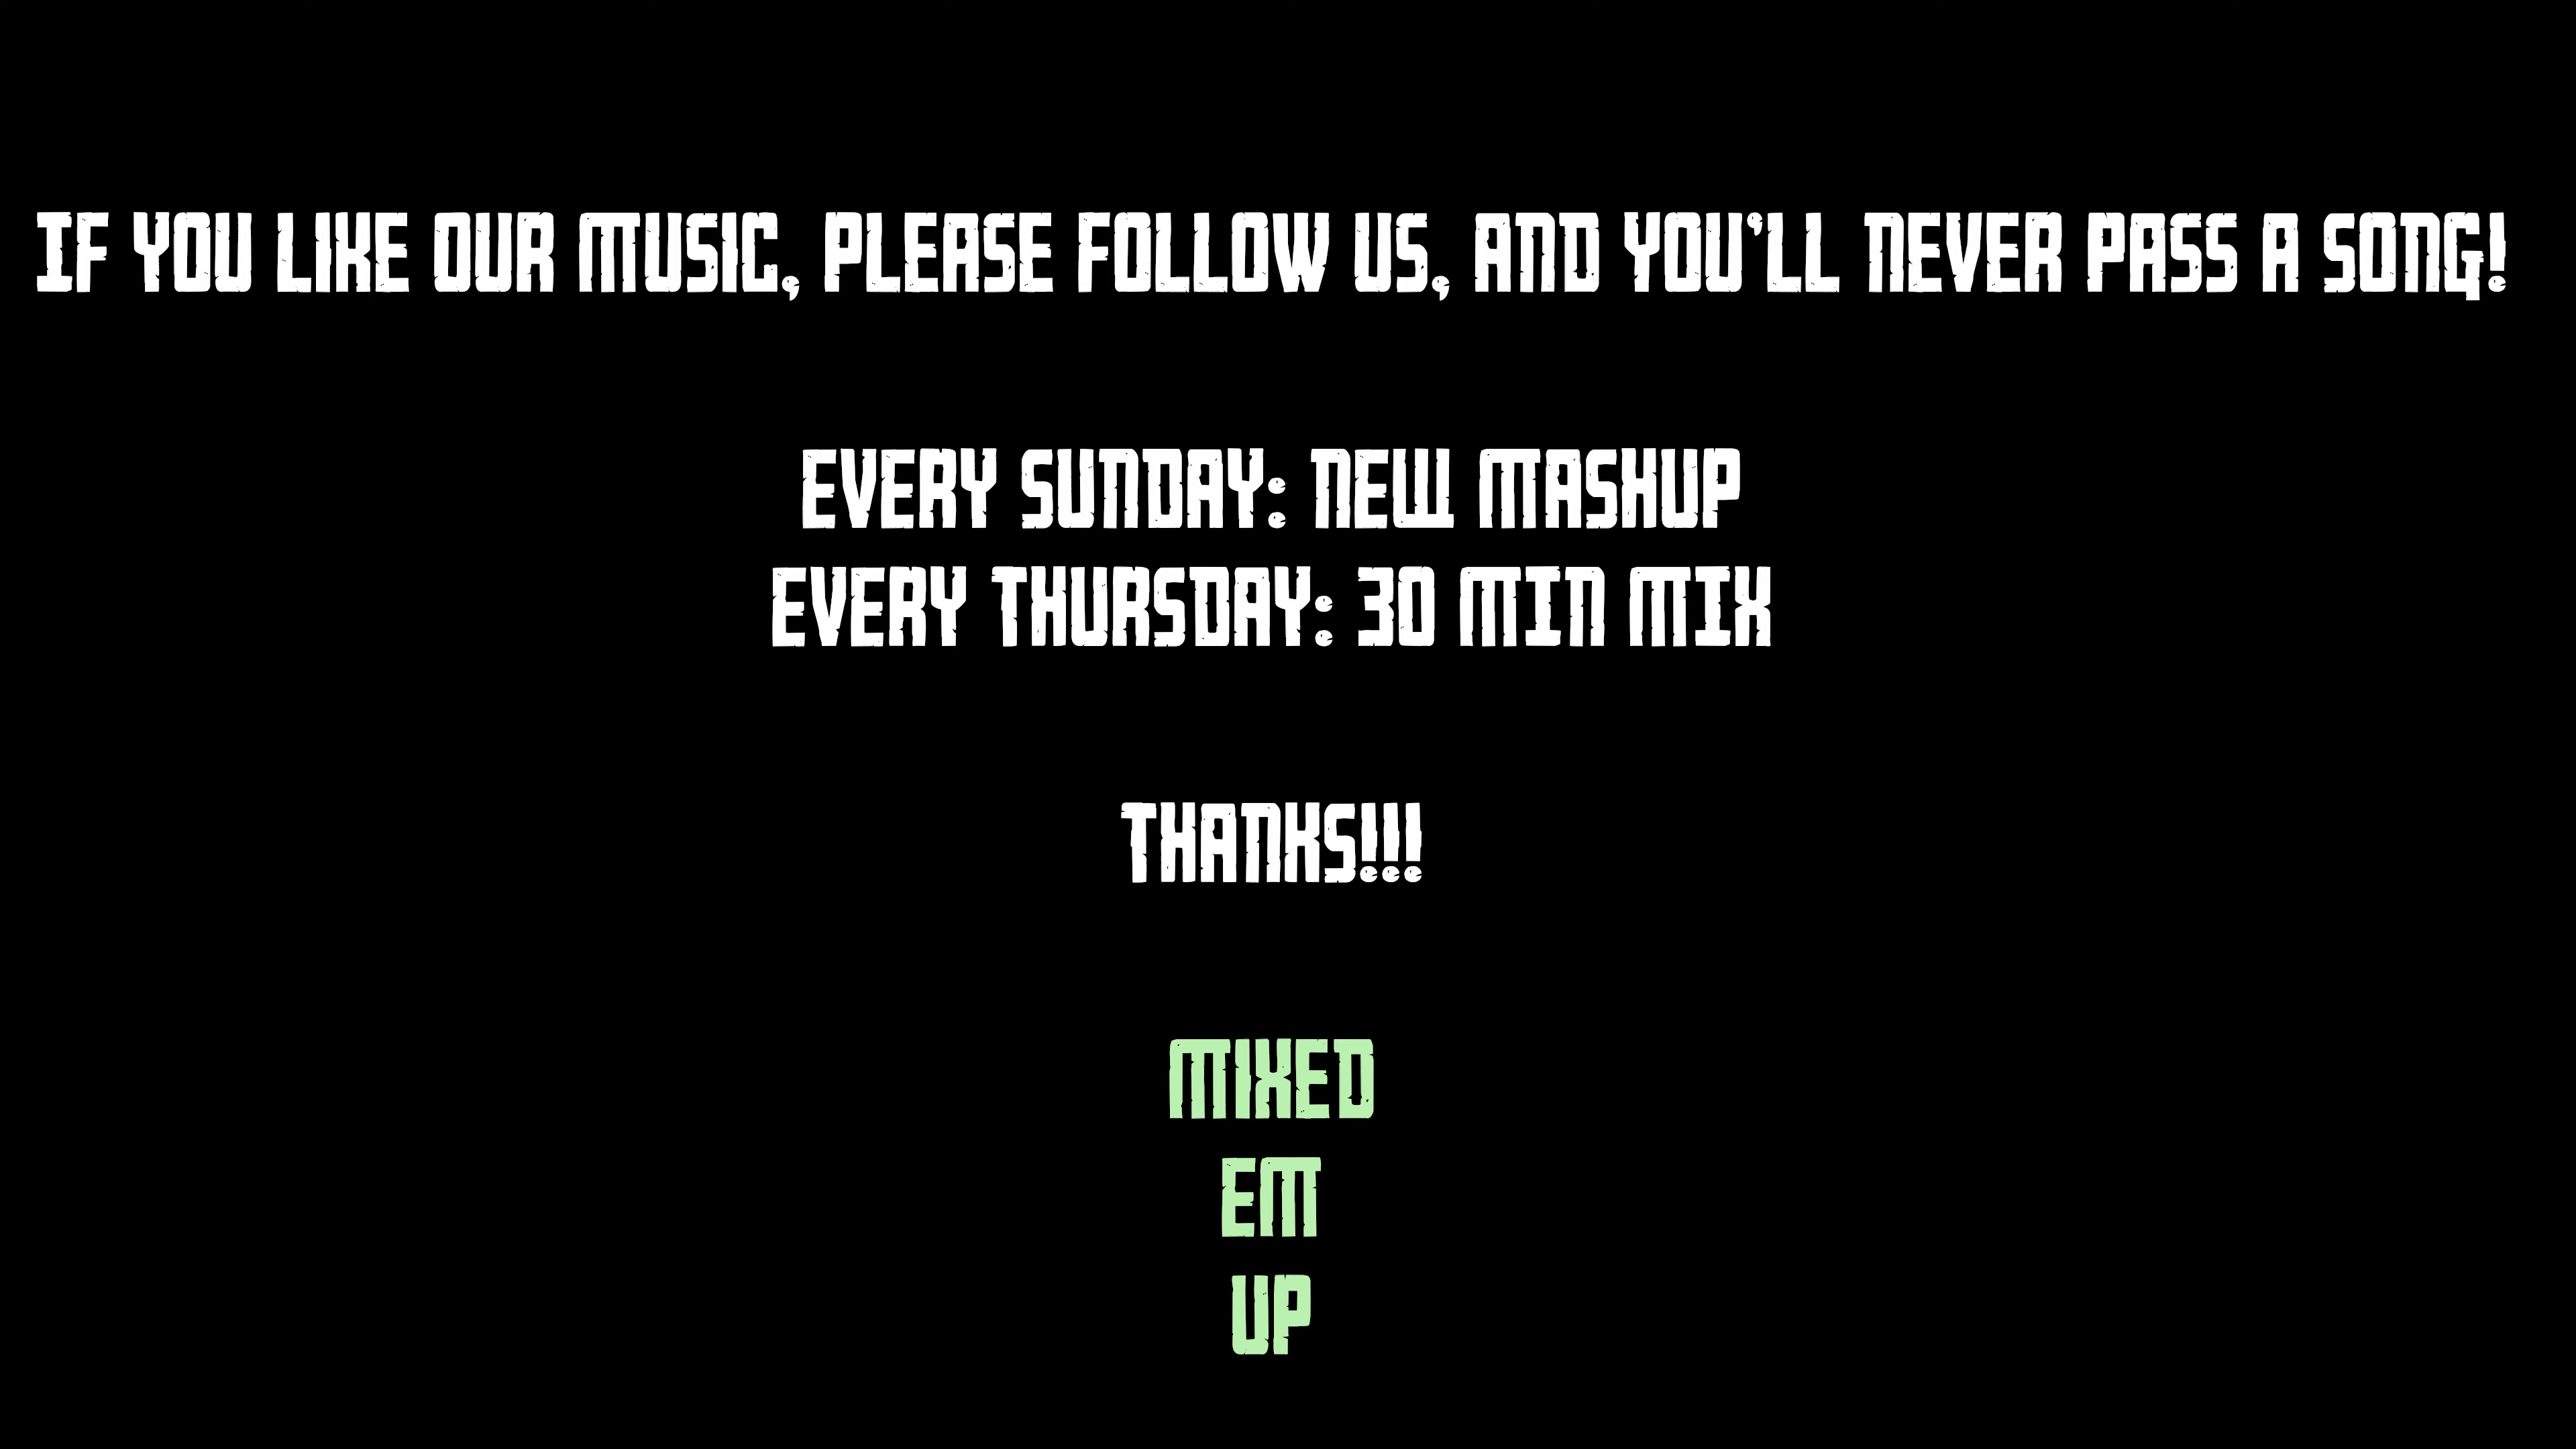 IF YOU LIKE OUR MUSIC, PLEASE FOLLOW US, AND YOU'LL NEVER PASS A SONG!
EVERY SUNDAY: NEW MASHUP
EVERY THURSDAY: 30 MIN MIX
THANKS!!!
MIXED
EM
UP